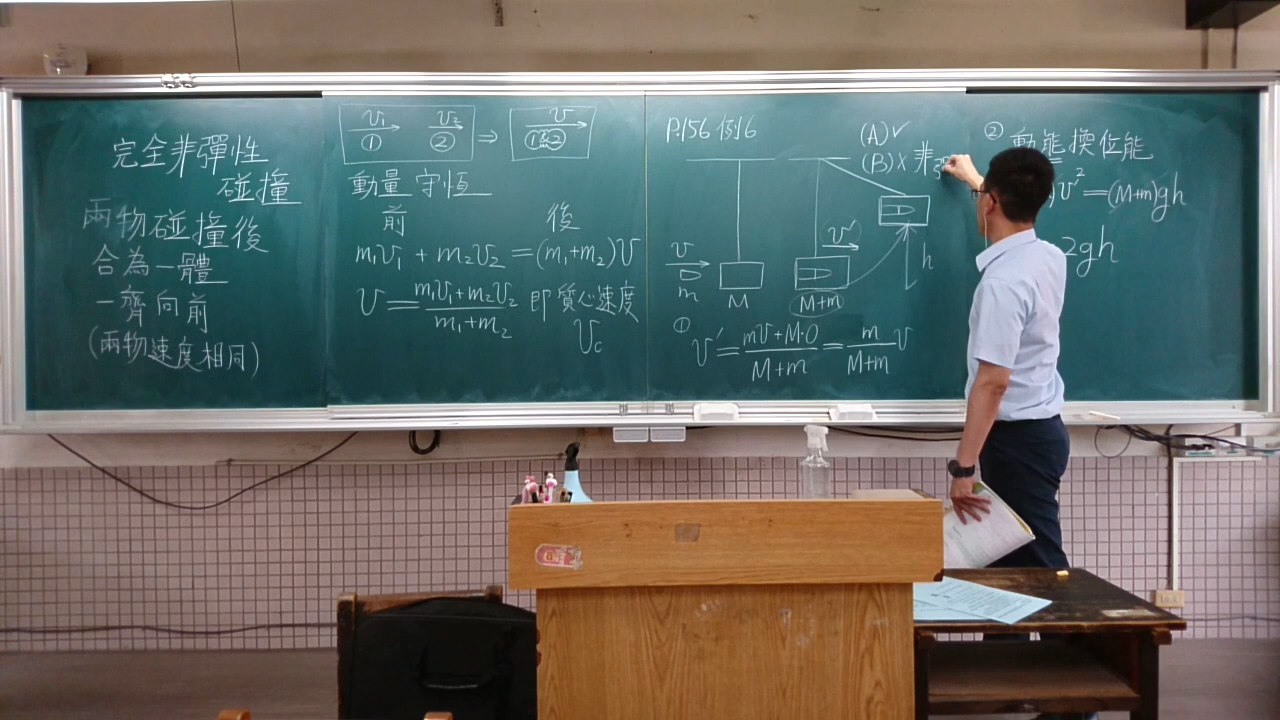 完全非彈性
碰撞
兩物碰撞後
合為一體
一齊向前
(兩物速度相同)
v₁ v₂ v
① ② ⇒ ①②
動量守恆
前 後
m₁v₁ + m₂v₂ = (m₁+m₂)v
v = (m₁v₁+m₂v₂)/(m₁+m₂) 即質心速度
v_c
P.156 例6
(A)✓
(B)✗ 非
v m
M
v'
M+m
h
① v' = (mv+M·0)/(M+m) = m/(M+m) v
② 動能換位能
v² = (M+m)gh
2gh